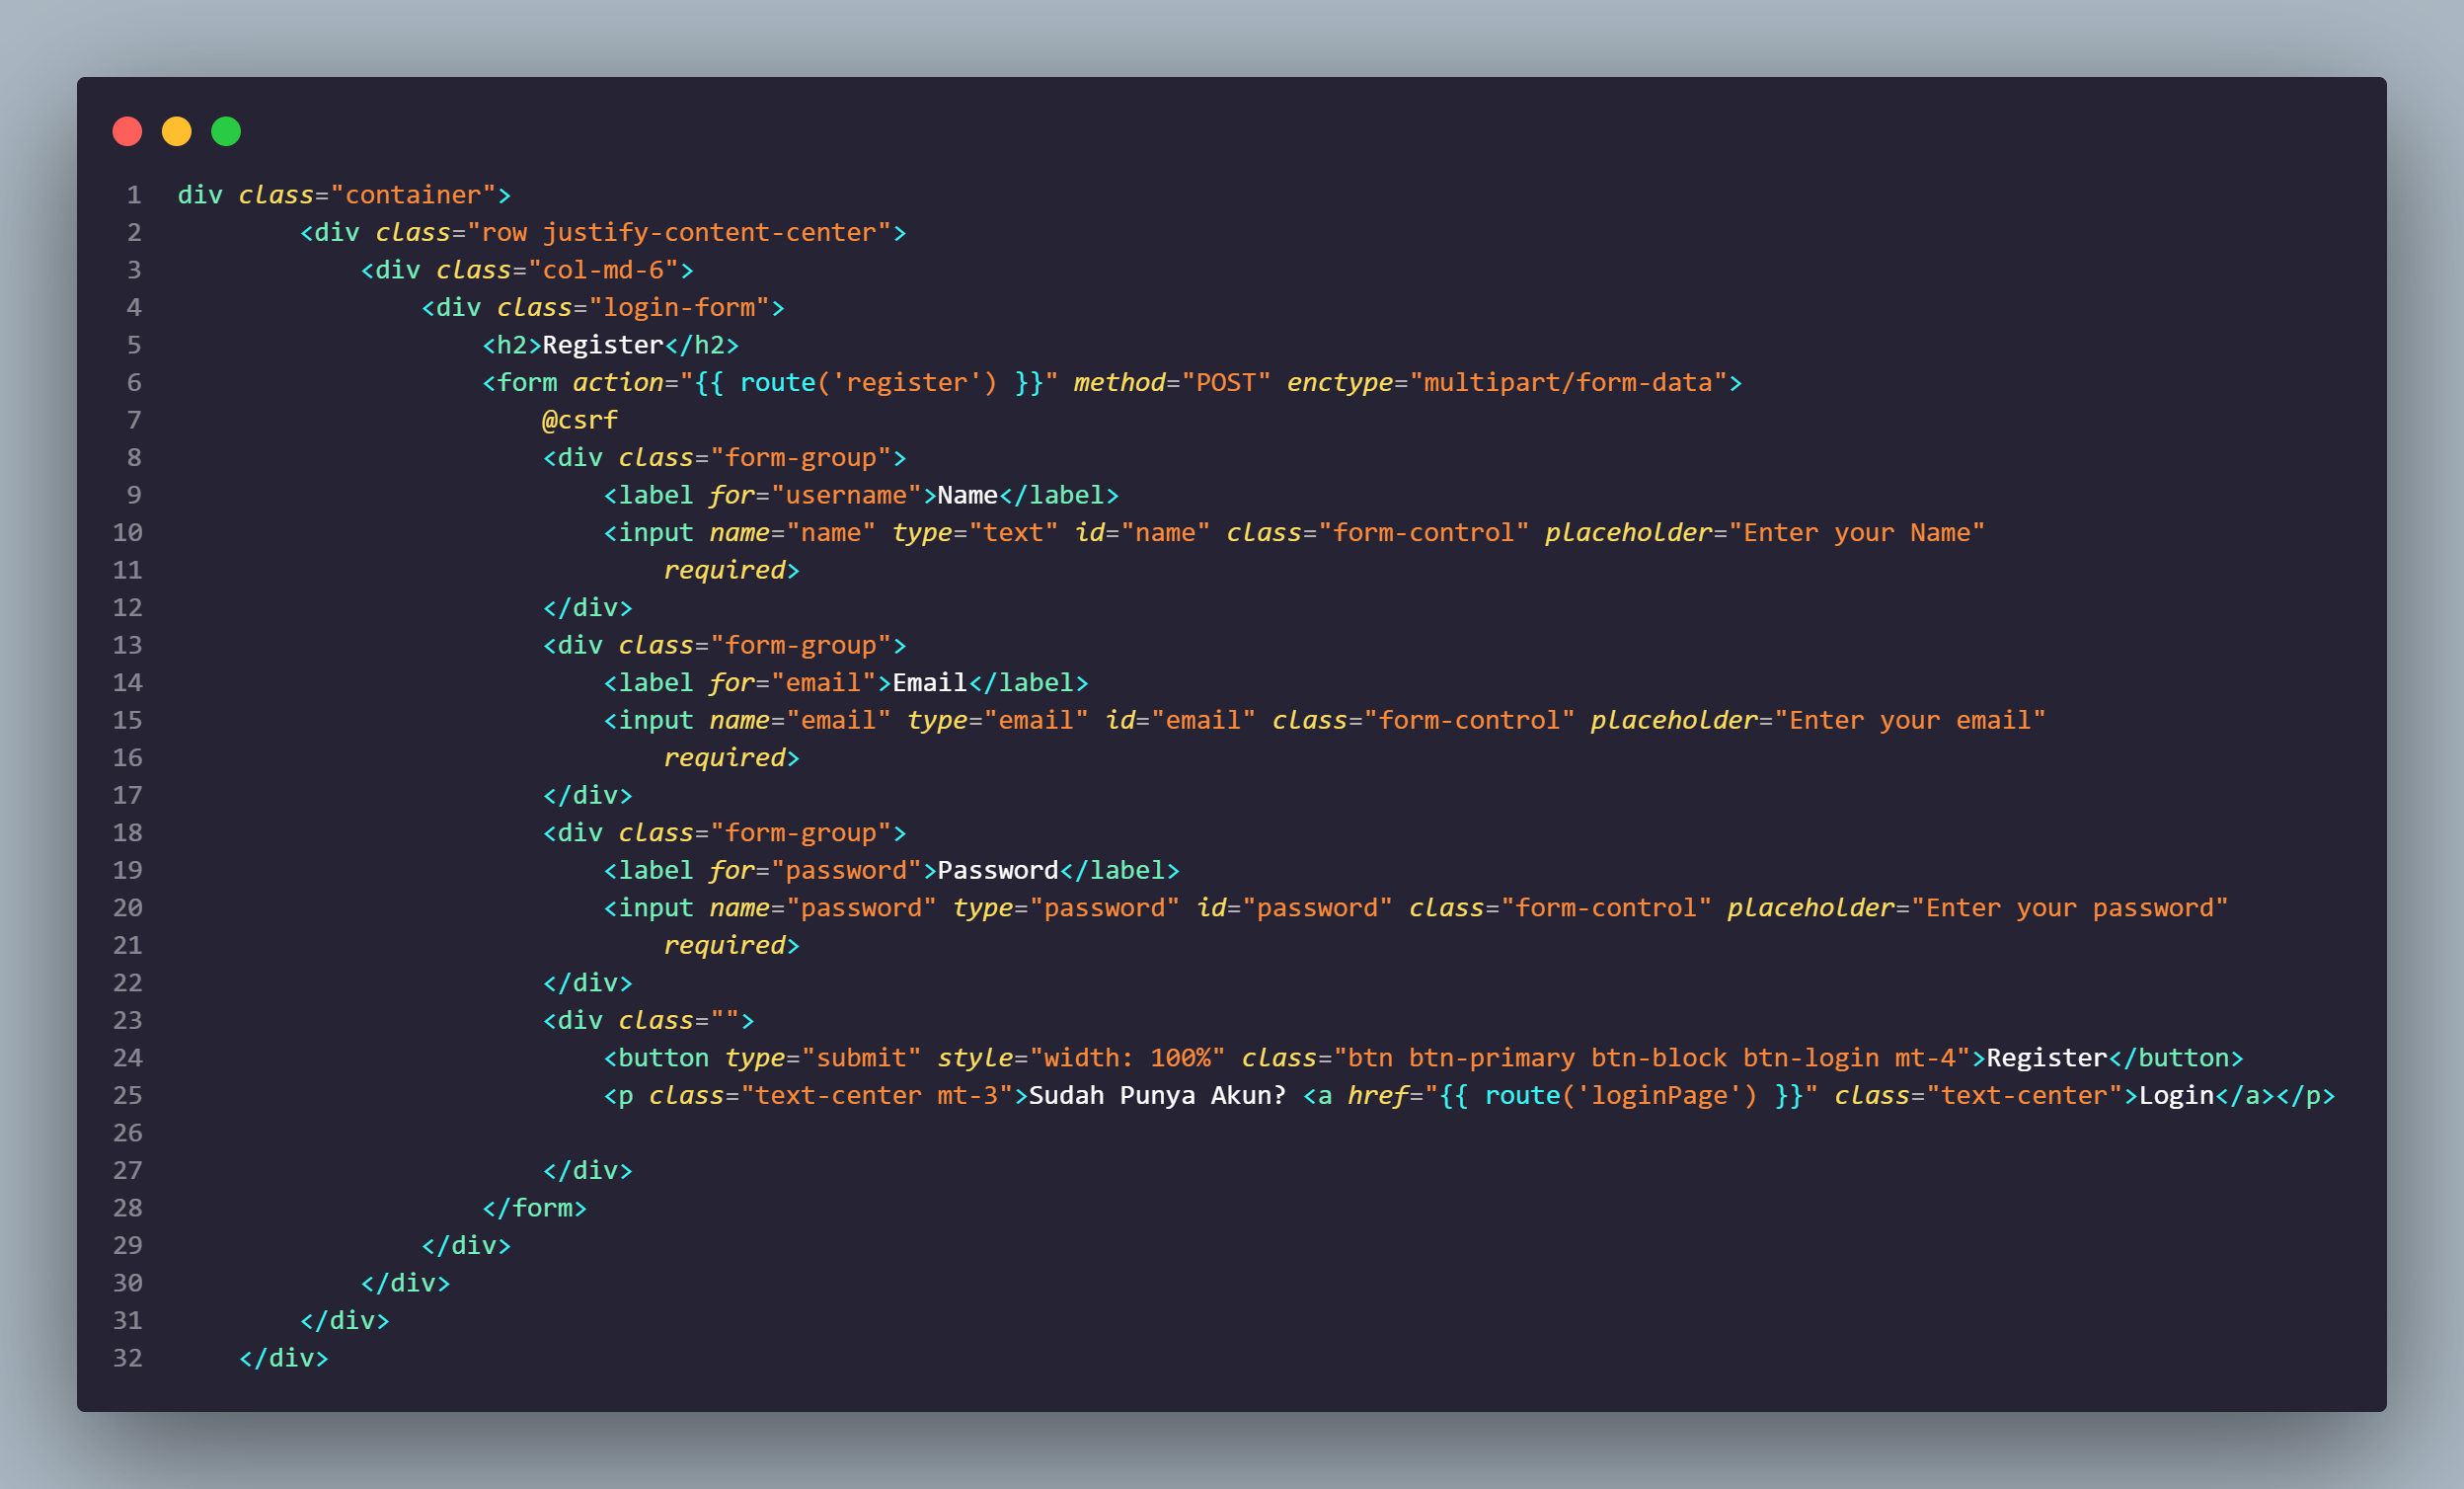 1 div class="container">
2         <div class="row justify-content-center">
3             <div class="col-md-6">
4                 <div class="login-form">
5                     <h2>Register</h2>
6                     <form action="{{ route('register') }}" method="POST" enctype="multipart/form-data">
7                         @csrf
8                         <div class="form-group">
9                             <label for="username">Name</label>
10                             <input name="name" type="text" id="name" class="form-control" placeholder="Enter your Name"
11                                 required>
12                         </div>
13                         <div class="form-group">
14                             <label for="email">Email</label>
15                             <input name="email" type="email" id="email" class="form-control" placeholder="Enter your email"
16                                 required>
17                         </div>
18                         <div class="form-group">
19                             <label for="password">Password</label>
20                             <input name="password" type="password" id="password" class="form-control" placeholder="Enter your password"
21                                 required>
22                         </div>
23                         <div class="">
24                             <button type="submit" style="width: 100%" class="btn btn-primary btn-block btn-login mt-4">Register</button>
25                             <p class="text-center mt-3">Sudah Punya Akun? <a href="{{ route('loginPage') }}" class="text-center">Login</a></p>
26
27                         </div>
28                     </form>
29                 </div>
30             </div>
31         </div>
32     </div>